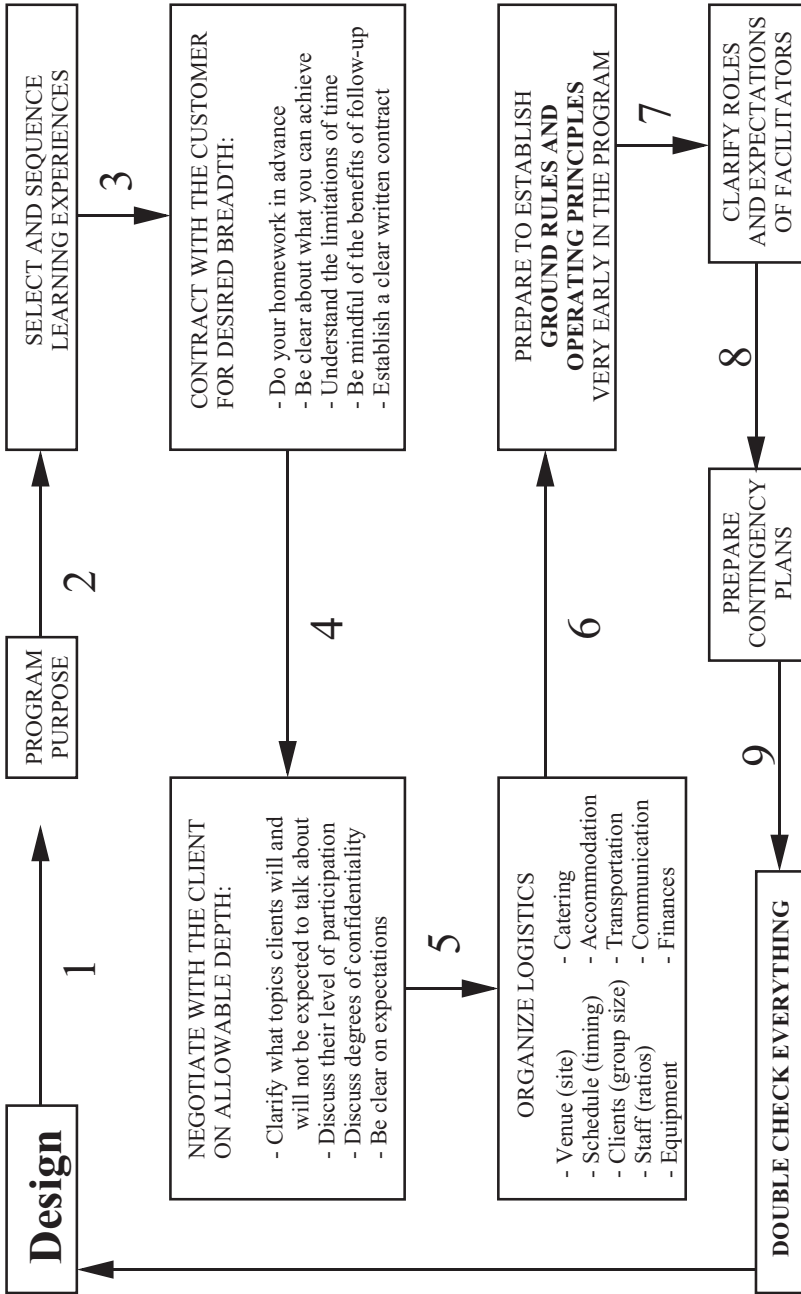 Design
1
PROGRAM
PURPOSE
2
SELECT AND SEQUENCE
LEARNING EXPERIENCES
3
CONTRACT WITH THE CUSTOMER
FOR DESIRED BREADTH:
- Do your homework in advance
- Be clear about what you can achieve
- Understand the limitations of time
- Be mindful of the benefits of follow-up
- Establish a clear written contract
4
NEGOTIATE WITH THE CLIENT
ON ALLOWABLE DEPTH:
- Clarify what topics clients will and
will not be expected to talk about
- Discuss their level of participation
- Discuss degrees of confidentiality
- Be clear on expectations
5
ORGANIZE LOGISTICS
- Venue (site)
- Schedule (timing)
- Clients (group size)
- Staff (ratios)
- Equipment
- Catering
- Accommodation
- Transportation
- Communication
- Finances
6
PREPARE TO ESTABLISH
GROUND RULES AND
OPERATING PRINCIPLES
VERY EARLY IN THE PROGRAM
7
CLARIFY ROLES
AND EXPECTATIONS
OF FACILITATORS
8
PREPARE
CONTINGENCY
PLANS
9
DOUBLE CHECK EVERYTHING